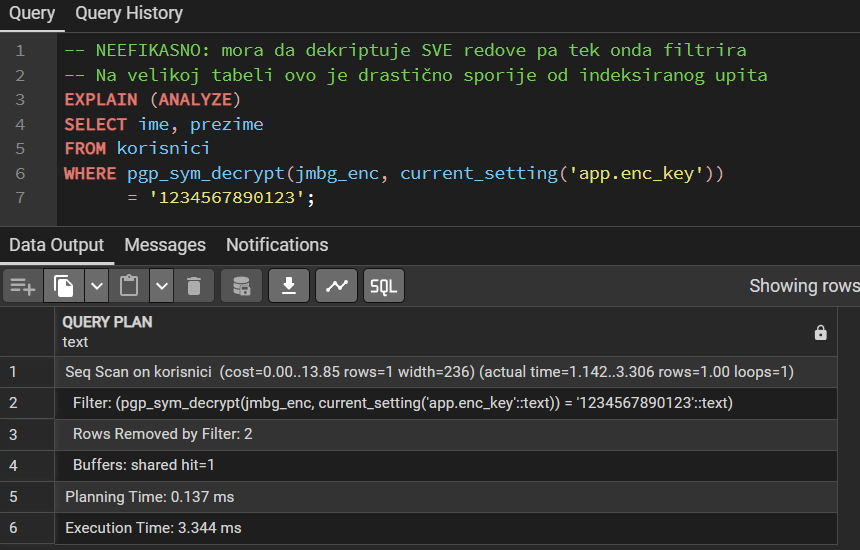 Query Query History
1 -- NEEFIKASNO: mora da dekriptuje SVE redove pa tek onda filtrira
2 -- Na velikoj tabeli ovo je drastično sporije od indeksiranog upita
3 EXPLAIN (ANALYZE)
4 SELECT ime, prezime
5 FROM korisnici
6 WHERE pgp_sym_decrypt(jmbg_enc, current_setting('app.enc_key'))
7 = '1234567890123';
Data Output Messages Notifications
SQL Showing rows
QUERY PLAN
text
1 Seq Scan on korisnici (cost=0.00..13.85 rows=1 width=236) (actual time=1.142..3.306 rows=1.00 loops=1)
2 Filter: (pgp_sym_decrypt(jmbg_enc, current_setting('app.enc_key'::text)) = '1234567890123'::text)
3 Rows Removed by Filter: 2
4 Buffers: shared hit=1
5 Planning Time: 0.137 ms
6 Execution Time: 3.344 ms